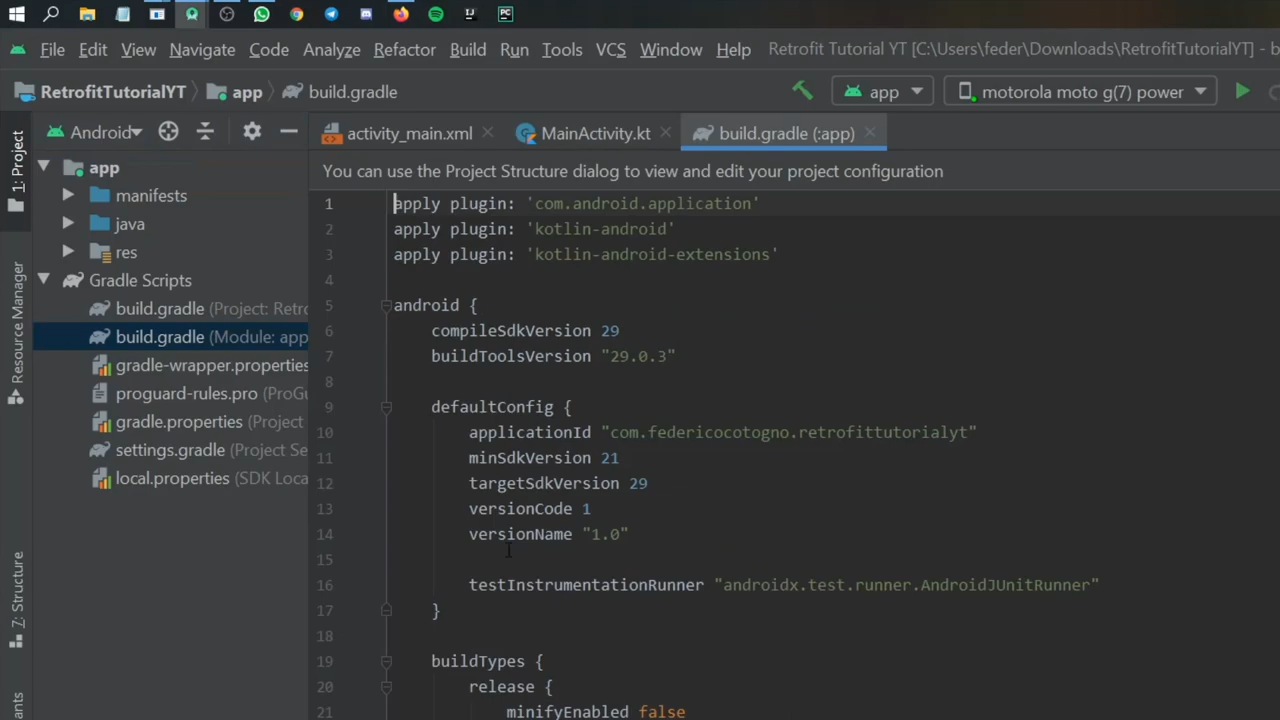 File Edit View Navigate Code Analyze Refactor Build Run Tools VCS Window Help Retrofit Tutorial YT [C:\Users\feder\Downloads\RetrofitTutorialYT] - b
RetrofitTutorialYT app build.gradle app motorola moto g(7) power
Android activity_main.xml MainActivity.kt build.gradle (:app)
1: Project
Resource Manager
7: Structure
app
manifests
java
res
Gradle Scripts
build.gradle (Project: Retro
build.gradle (Module: app
gradle-wrapper.properties
proguard-rules.pro (ProG
gradle.properties (Project
settings.gradle (Project Se
local.properties (SDK Loca
You can use the Project Structure dialog to view and edit your project configuration
1 apply plugin: 'com.android.application'
2 apply plugin: 'kotlin-android'
3 apply plugin: 'kotlin-android-extensions'
4
5 android {
6 compileSdkVersion 29
7 buildToolsVersion "29.0.3"
8
9 defaultConfig {
10 applicationId "com.federicocotogno.retrofittutorialyt"
11 minSdkVersion 21
12 targetSdkVersion 29
13 versionCode 1
14 versionName "1.0"
15
16 testInstrumentationRunner "androidx.test.runner.AndroidJUnitRunner"
17 }
18
19 buildTypes {
20 release {
21 minifyEnabled false